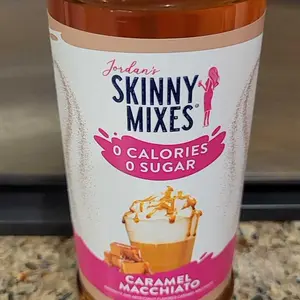 Jordan's
SKINNY
MIXES®
0 CALORIES
0 SUGAR
CARAMEL
MACCHIATO